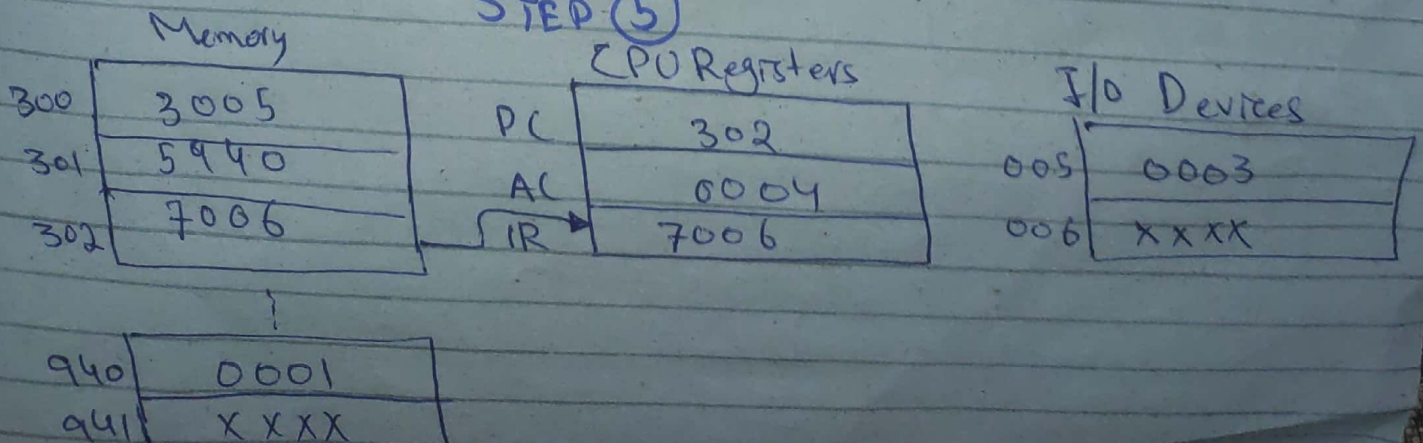 STEP (5)
Memory
CPU Registers
I/O Devices
300 3005
PC 302
301 5940
005 0003
AC 0004
302 7006
IR 7006
006 XXXX
940 0001
941 XXXX